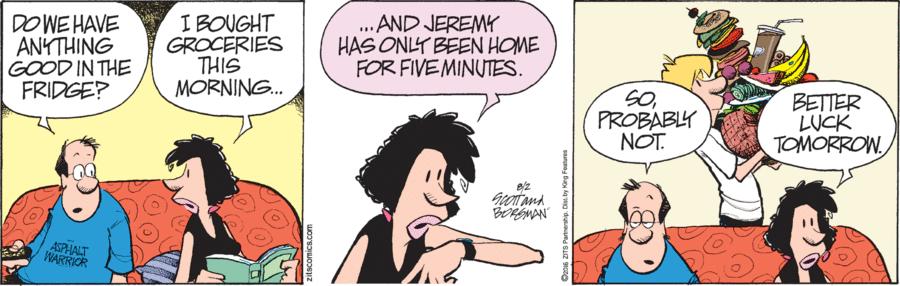 DO WE HAVE
ANYTHING
GOOD IN THE
FRIDGE?
I BOUGHT
GROCERIES
THIS
MORNING...
ASPHALT
WARRIOR
zitscomics.com
...AND JEREMY
HAS ONLY BEEN HOME
FOR FIVE MINUTES.
8/2
SCOTT and
BORGMAN
©2016 ZITS Partnership. Dist. by King Features
SO,
PROBABLY
NOT.
BETTER
LUCK
TOMORROW.